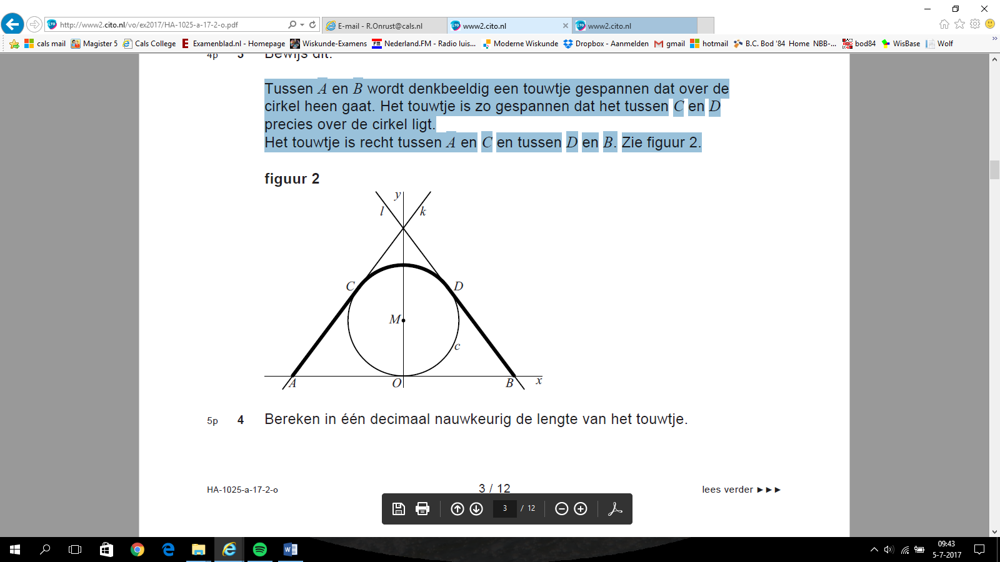 http://www2.cito.nl/vo/ex2017/HA-1025-a-17-2-o.pdf
E-mail - R.Onrust@cals.nl
www2.cito.nl
www2.cito.nl
cals mail
Magister 5
Cals College
Examenblad.nl - Homepage
Wiskunde-Examens
Nederland.FM - Radio luis...
Moderne Wiskunde
Dropbox - Aanmelden
gmail
hotmail
B.C. Bod '84 Home NBB-...
bod84
WisBase
Wolf
4p 3 Bewijs dit.
Tussen A en B wordt denkbeeldig een touwtje gespannen dat over de
cirkel heen gaat. Het touwtje is zo gespannen dat het tussen C en D
precies over de cirkel ligt.
Het touwtje is recht tussen A en C en tussen D en B. Zie figuur 2.
figuur 2
y
l k
C D
M
c
A O B x
5p 4 Bereken in één decimaal nauwkeurig de lengte van het touwtje.
HA-1025-a-17-2-o 3 / 12 lees verder ►►►
3 / 12
09:43
5-7-2017